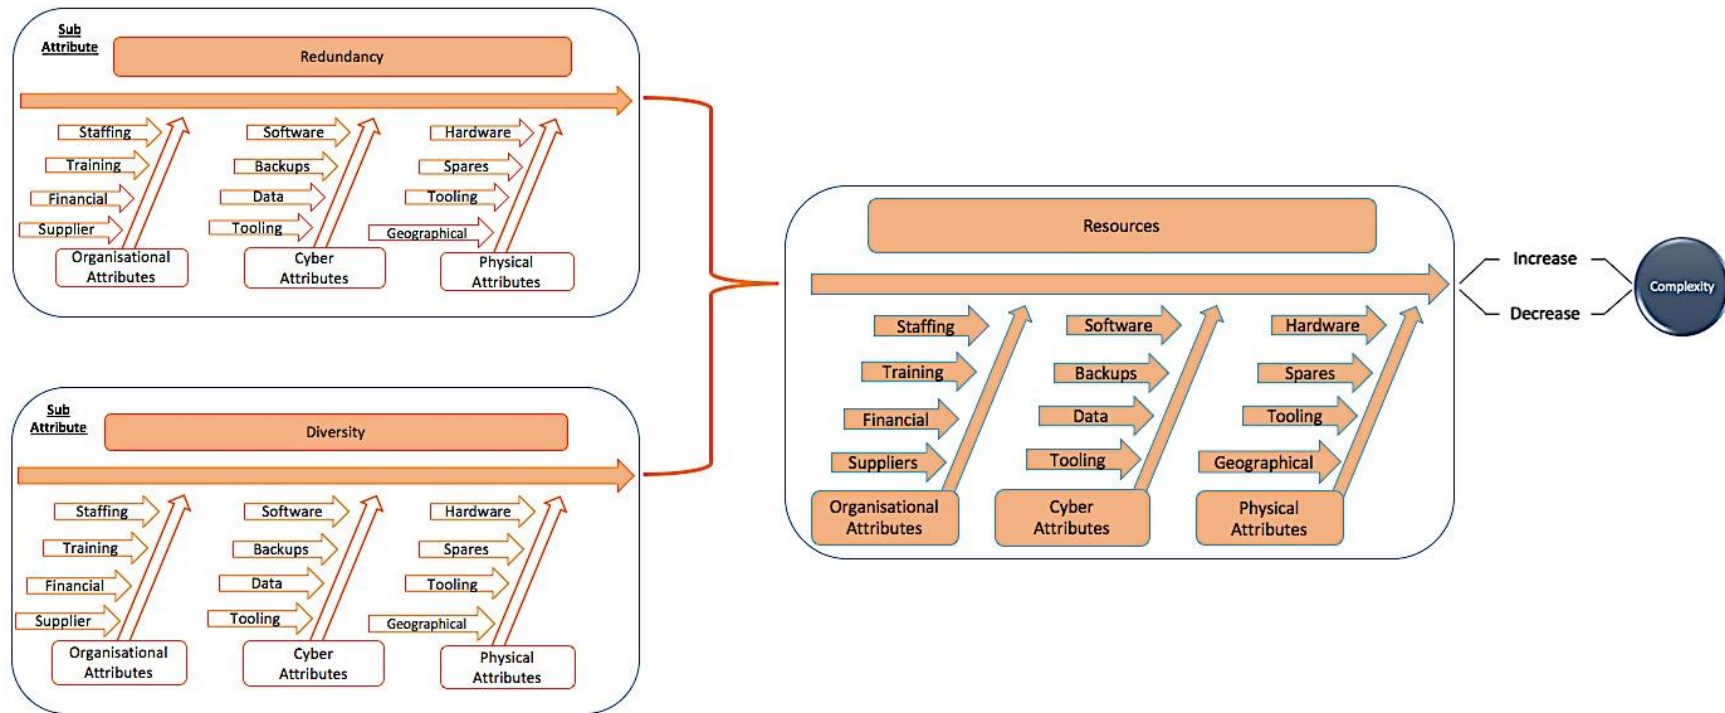 Sub
Attribute
Redundancy
Staffing
Training
Financial
Supplier
Organisational
Attributes
Software
Backups
Data
Tooling
Cyber
Attributes
Hardware
Spares
Tooling
Geographical
Physical
Attributes
Sub
Attribute
Diversity
Staffing
Training
Financial
Supplier
Organisational
Attributes
Software
Backups
Data
Tooling
Cyber
Attributes
Hardware
Spares
Tooling
Geographical
Physical
Attributes
Resources
Staffing
Training
Financial
Suppliers
Organisational
Attributes
Software
Backups
Data
Tooling
Cyber
Attributes
Hardware
Spares
Tooling
Geographical
Physical
Attributes
Increase
Decrease
Complexity